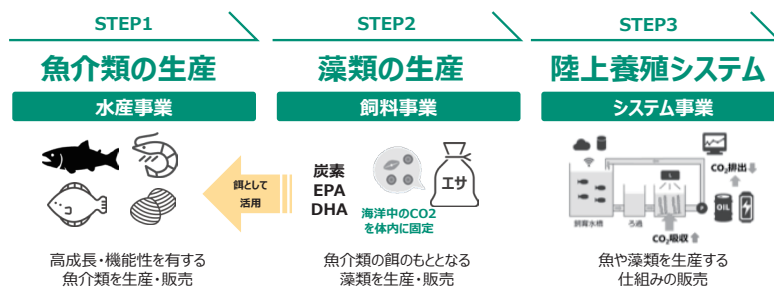 STEP1
魚介類の生産
水産事業
餌として
活用
高成長・機能性を有する
魚介類を生産・販売
STEP2
藻類の生産
飼料事業
炭素
EPA
DHA
エサ
海洋中のCO2
を体内に固定
魚介類の餌のもととなる
藻類を生産・販売
STEP3
陸上養殖システム
システム事業
CO₂排出
飼育水槽
ろ過
P
OIL
CO₂吸収
魚や藻類を生産する
仕組みの販売